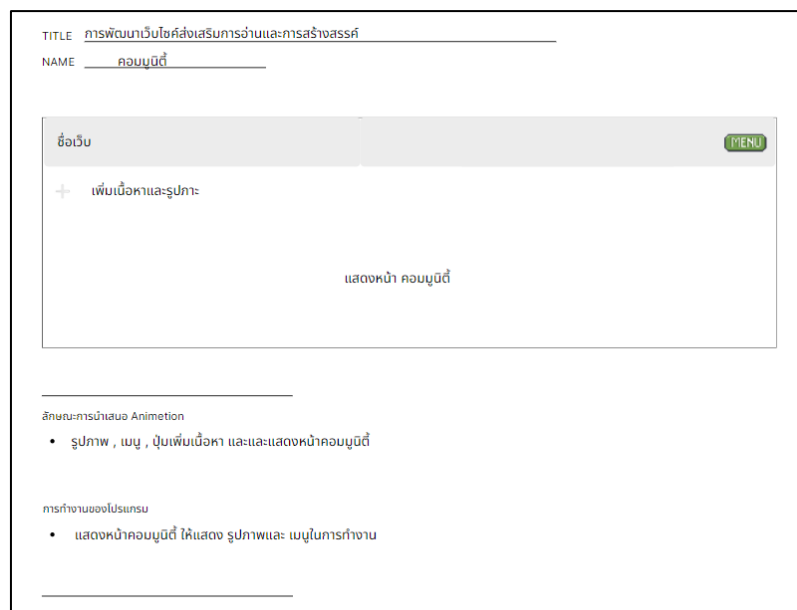 TITLE การพัฒนาเว็บไซค์ส่งเสริมการอ่านและการสร้างสรรค์
NAME คอมมูนิตี้
ชื่อเว็บ MENU
เพิ่มเนื้อหาและรูปภาะ
แสดงหน้า คอมมูนิตี้
ลักษณะการนำเสนอ Animetion
• รูปภาพ , เมนู , ปุ่มเพิ่มเนื้อหา และและแสดงหน้าคอมมูนิตี้
การทำงานของโปรแกรม
• แสดงหน้าคอมมูนิตี้ ให้แสดง รูปภาพและ เมนูในการทำงาน